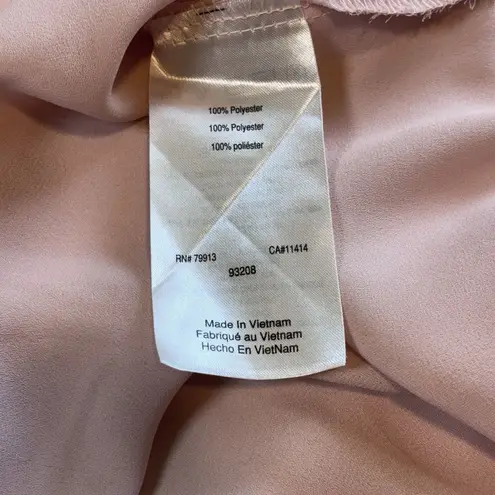 100% Polyester
100% Polyester
100% poliéster
RN# 79913 CA#11414
93208
Made In Vietnam
Fabriqué au Vietnam
Hecho En VietNam